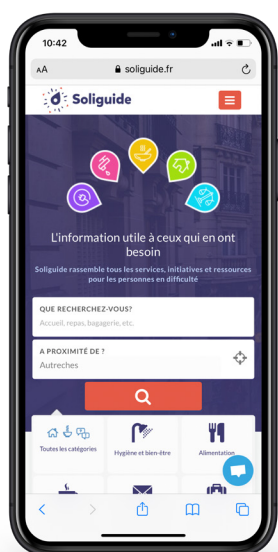 10:42
AA
soliguide.fr
Soliguide
L'information utile à ceux qui en ont
besoin
Soliguide rassemble tous les services, initiatives et ressources
pour les personnes en difficulté
QUE RECHERCHEZ-VOUS?
Accueil, repas, bagagerie, etc.
A PROXIMITÉ DE ?
Autreches
Toutes les catégories
Hygiène et bien-être
Alimentation